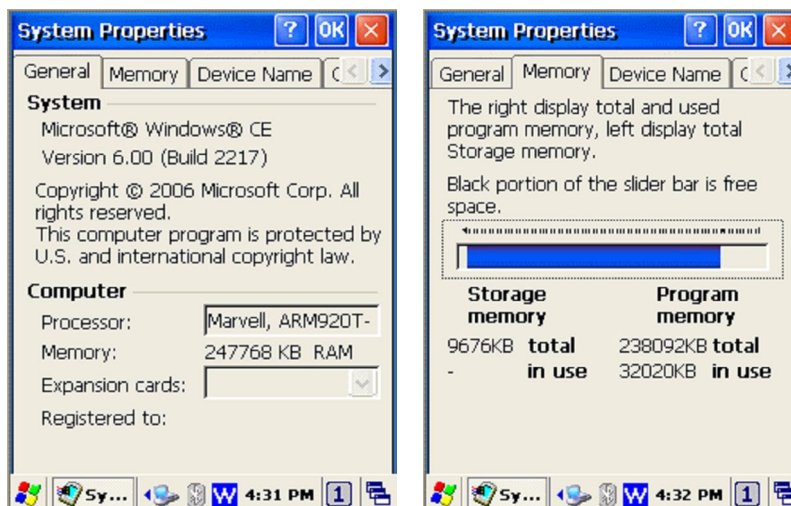 System Properties ? OK
General Memory Device Name
System
Microsoft® Windows® CE
Version 6.00 (Build 2217)
Copyright © 2006 Microsoft Corp. All
rights reserved.
This computer program is protected by
U.S. and international copyright law.
Computer
Processor: Marvell, ARM920T-
Memory: 247768 KB RAM
Expansion cards:
Registered to:
Sy... W 4:31 PM 1
System Properties ? OK
General Memory Device Name
The right display total and used
program memory, left display total
Storage memory.
Black portion of the slider bar is free
space.
Storage Program
memory memory
9676KB total 238092KB total
- in use 32020KB in use
Sy... W 4:32 PM 1